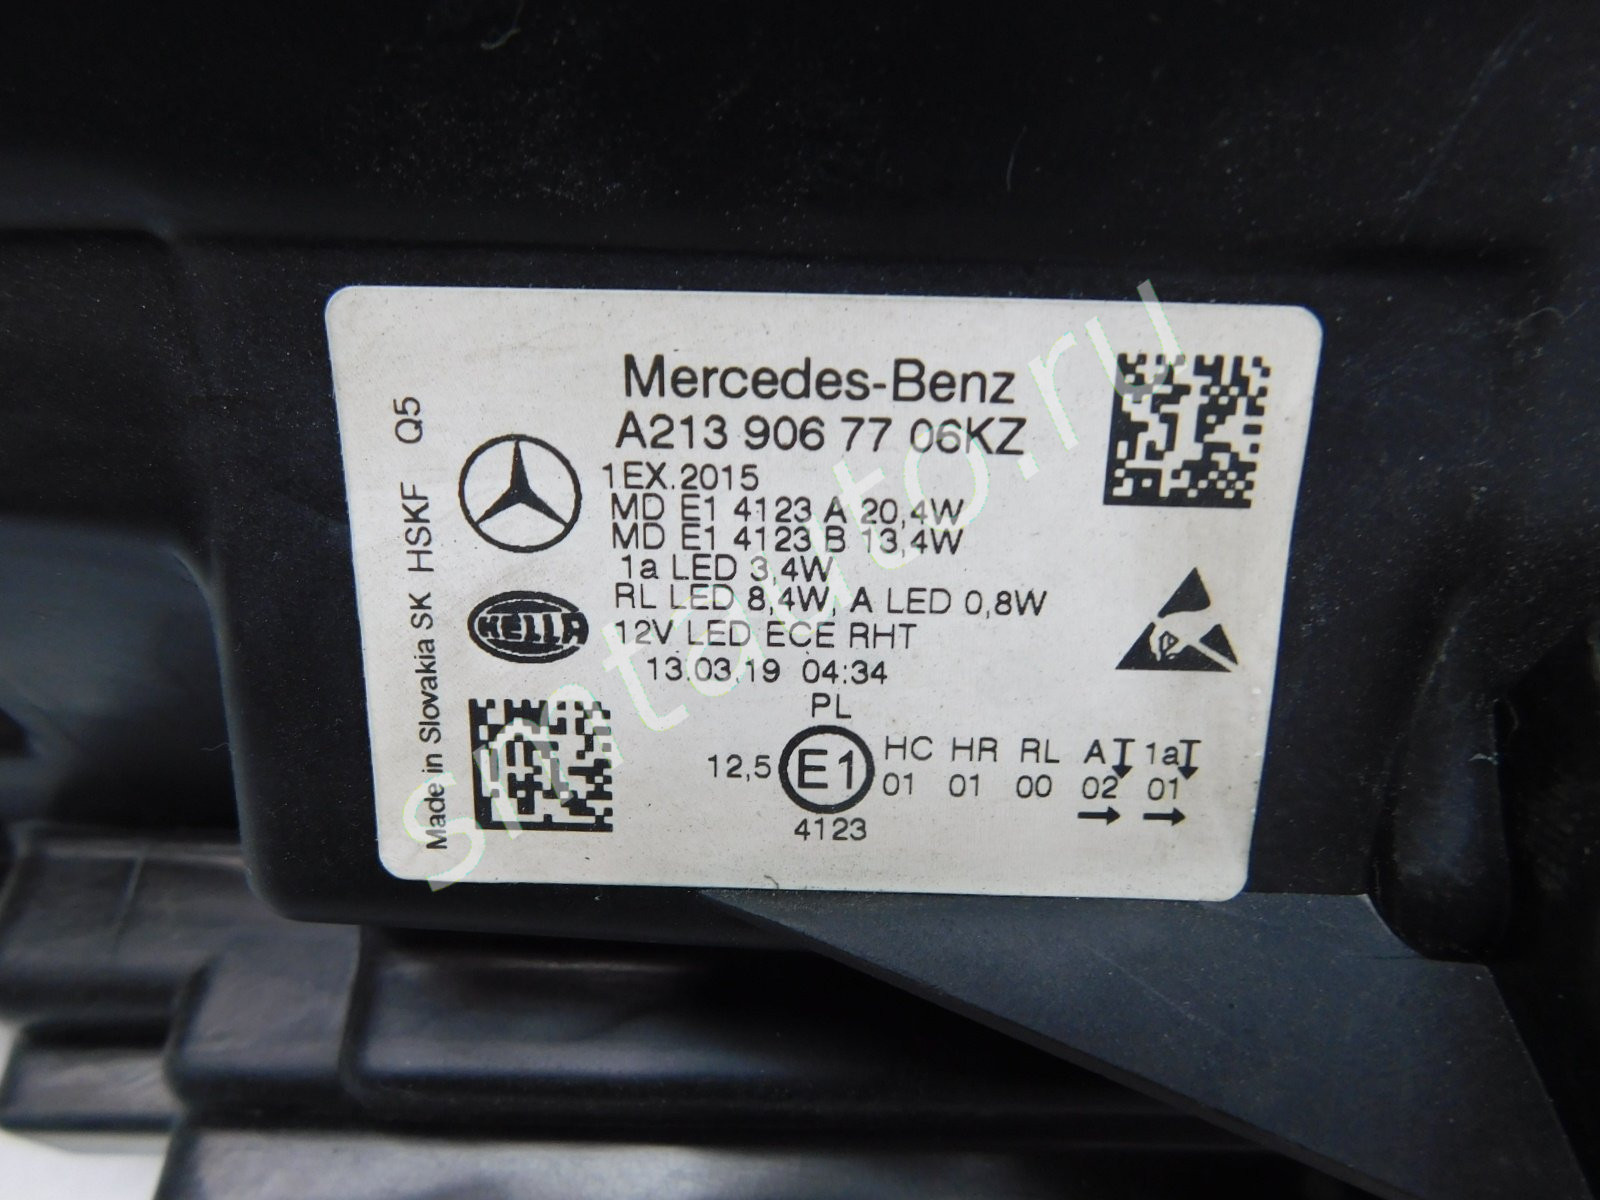 Mercedes-Benz
A213 906 77 06KZ
1EX.2015
MD E1 4123 A 20,4W
MD E1 4123 B 13,4W
1a LED 3,4W
RL LED 8,4W, A LED 0,8W
12V LED ECE RHT
13.03.19 04:34
PL
12,5 E1 HC HR RL A 1a
01 01 00 02 01
4123
HELLA
Made in Slovakia SK HSKF Q5
smtauto.ru